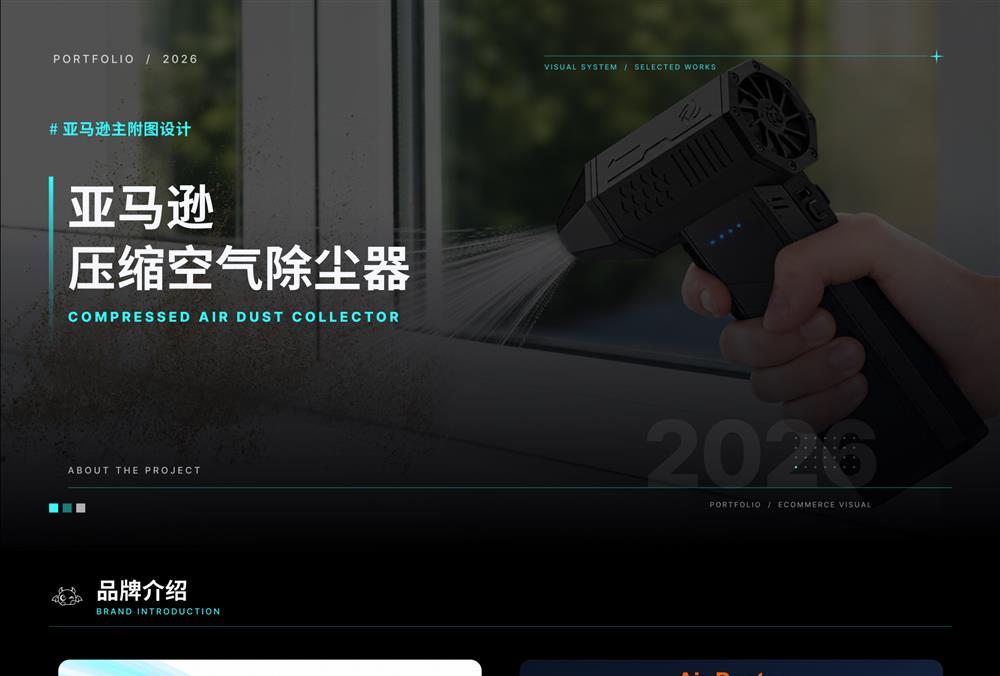 PORTFOLIO / 2026
VISUAL SYSTEM / SELECTED WORKS
# 亚马逊主附图设计
亚马逊
压缩空气除尘器
COMPRESSED AIR DUST COLLECTOR
2026
ABOUT THE PROJECT
PORTFOLIO / ECOMMERCE VISUAL
品牌介绍
BRAND INTRODUCTION